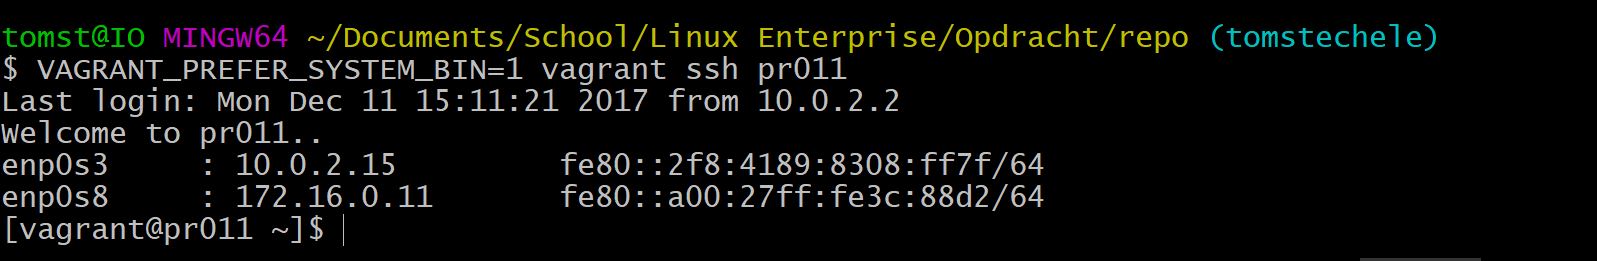 tomst@IO MINGW64 ~/Documents/School/Linux Enterprise/Opdracht/repo (tomstechele)
$ VAGRANT_PREFER_SYSTEM_BIN=1 vagrant ssh pr011
Last login: Mon Dec 11 15:11:21 2017 from 10.0.2.2
Welcome to pr011..
enp0s3     : 10.0.2.15         fe80::2f8:4189:8308:ff7f/64
enp0s8     : 172.16.0.11       fe80::a00:27ff:fe3c:88d2/64
[vagrant@pr011 ~]$